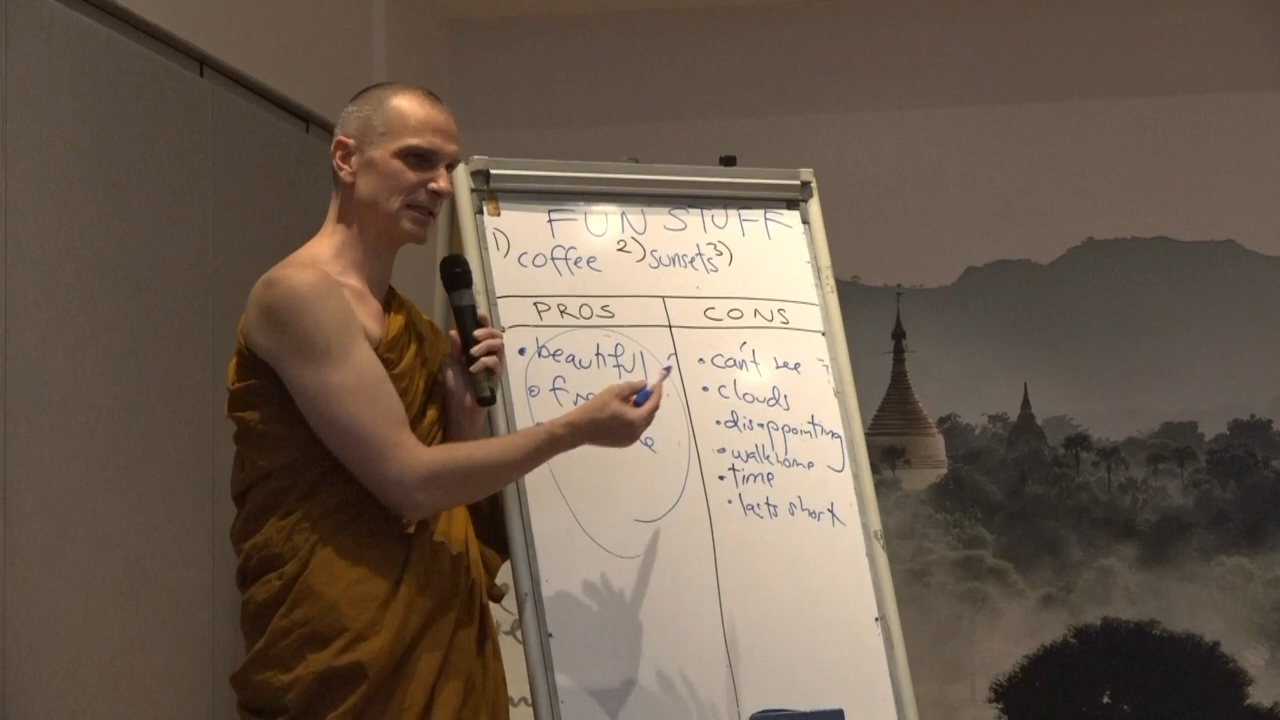 FUN STUFF
1) coffee 2) sunsets 3)
PROS CONS
• beautiful
• can't see
• clouds
• disappointing
• walk home
• time
• lasts short